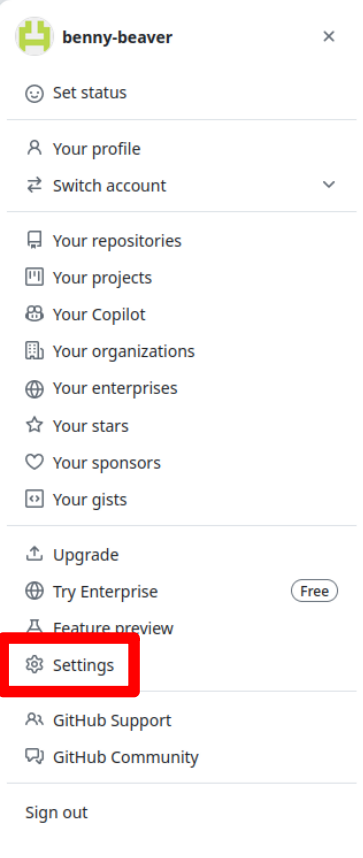 benny-beaver
Set status
Your profile
Switch account
Your repositories
Your projects
Your Copilot
Your organizations
Your enterprises
Your stars
Your sponsors
Your gists
Upgrade
Try Enterprise Free
Feature preview
Settings
GitHub Support
GitHub Community
Sign out